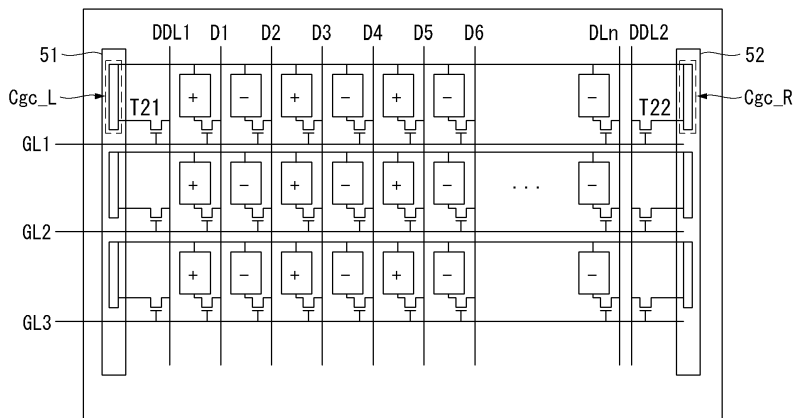 51 DDL1 D1 D2 D3 D4 D5 D6 DLn DDL2 52
Cgc_L T21 + - + - + - - T22 Cgc_R
GL1
+ - + - + - ... -
GL2
+ - + - + - -
GL3